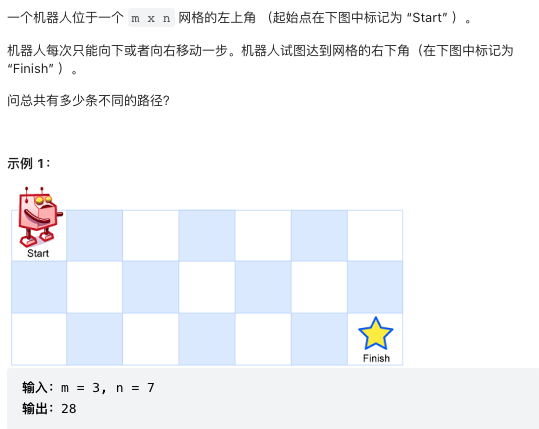 一个机器人位于一个 m x n 网格的左上角 （起始点在下图中标记为 “Start” ）。
机器人每次只能向下或者向右移动一步。机器人试图达到网格的右下角（在下图中标记为
“Finish” ）。
问总共有多少条不同的路径?
示例 1：
Start
Finish
输入：m = 3, n = 7
输出：28